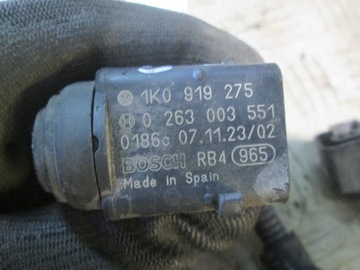 1K0 919 275
0 263 003 551
0186c 07.11.23/02
BOSCH RB4 965
Made in Spain